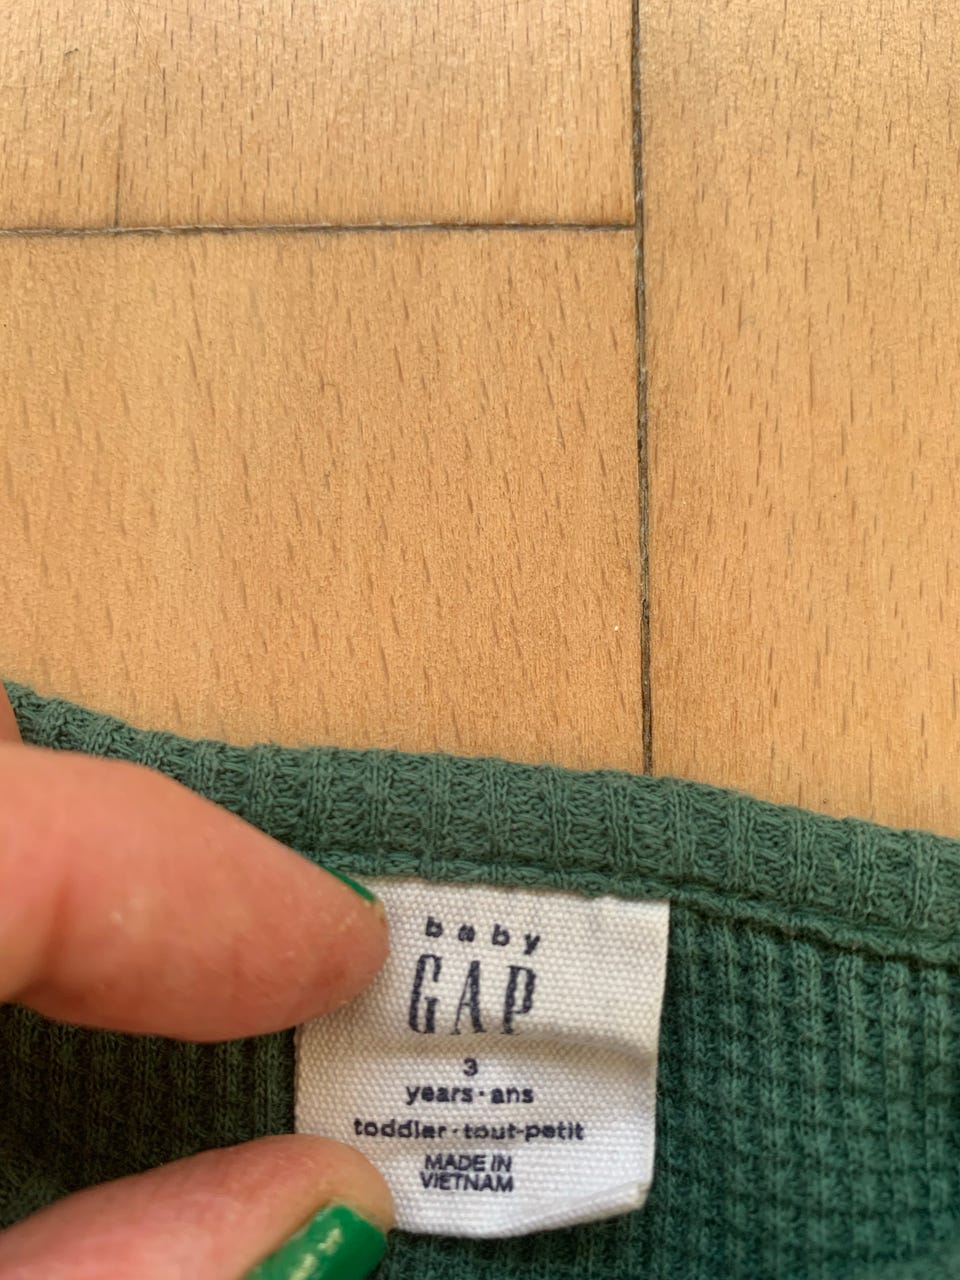 baby
GAP
3
years·ans
toddler·tout-petit
MADE IN
VIETNAM